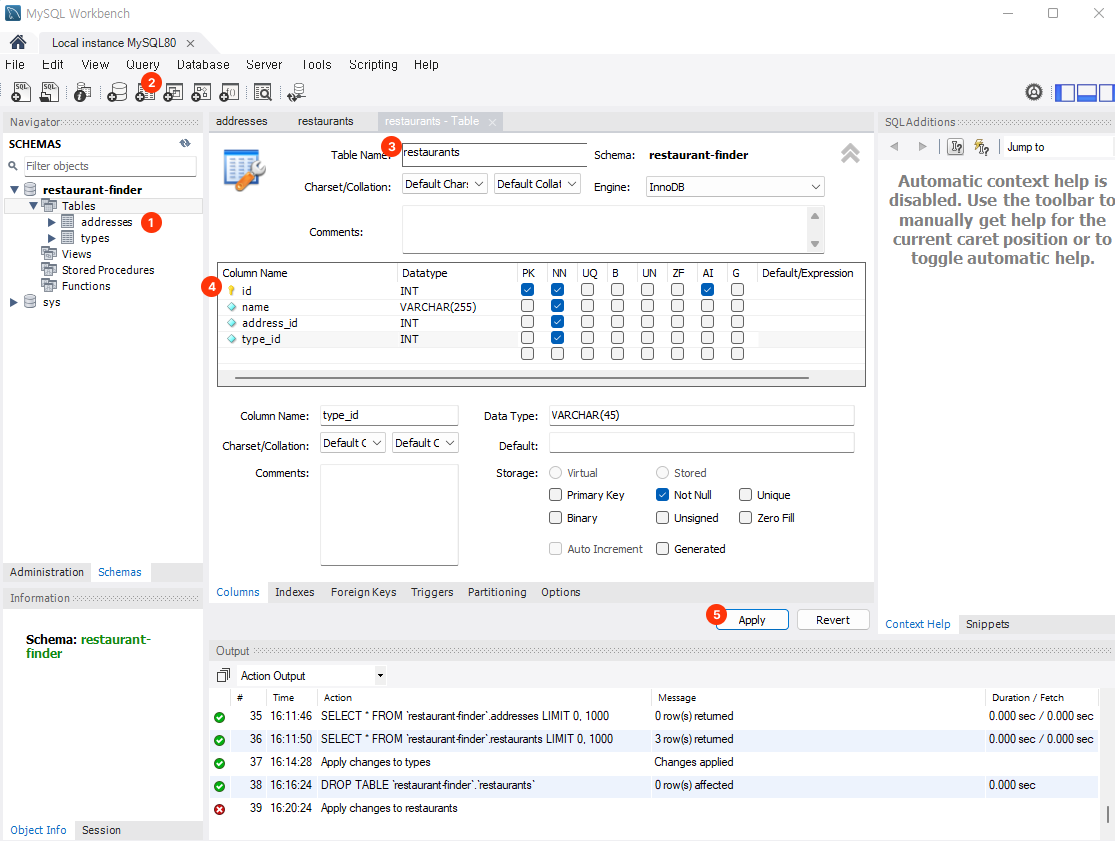 MySQL Workbench
Local instance MySQL80
File Edit View Query Database Server Tools Scripting Help
2
Navigator
SCHEMAS
Filter objects
restaurant-finder
Tables
addresses
1
types
Views
Stored Procedures
Functions
sys
Administration Schemas
Information
Schema: restaurant-
finder
Object Info Session
addresses restaurants restaurants - Table
3
Table Name: restaurants Schema: restaurant-finder
Charset/Collation: Default Chars Default Collat Engine: InnoDB
Comments:
Column Name Datatype PK NN UQ B UN ZF AI G Default/Expression
4
id INT
name VARCHAR(255)
address_id INT
type_id INT
Column Name: type_id Data Type: VARCHAR(45)
Charset/Collation: Default C Default C Default:
Comments: Storage: Virtual Stored
Primary Key Not Null Unique
Binary Unsigned Zero Fill
Auto Increment Generated
Columns Indexes Foreign Keys Triggers Partitioning Options
5
Apply Revert
SQLAdditions
Jump to
Automatic context help is
disabled. Use the toolbar to
manually get help for the
current caret position or to
toggle automatic help.
Context Help Snippets
Output
Action Output
# Time Action Message Duration / Fetch
35 16:11:46 SELECT * FROM `restaurant-finder`.addresses LIMIT 0, 1000 0 row(s) returned 0.000 sec / 0.000 sec
36 16:11:50 SELECT * FROM `restaurant-finder`.restaurants LIMIT 0, 1000 3 row(s) returned 0.000 sec / 0.000 sec
37 16:14:28 Apply changes to types Changes applied
38 16:16:24 DROP TABLE `restaurant-finder`.`restaurants` 0 row(s) affected 0.000 sec
39 16:20:24 Apply changes to restaurants